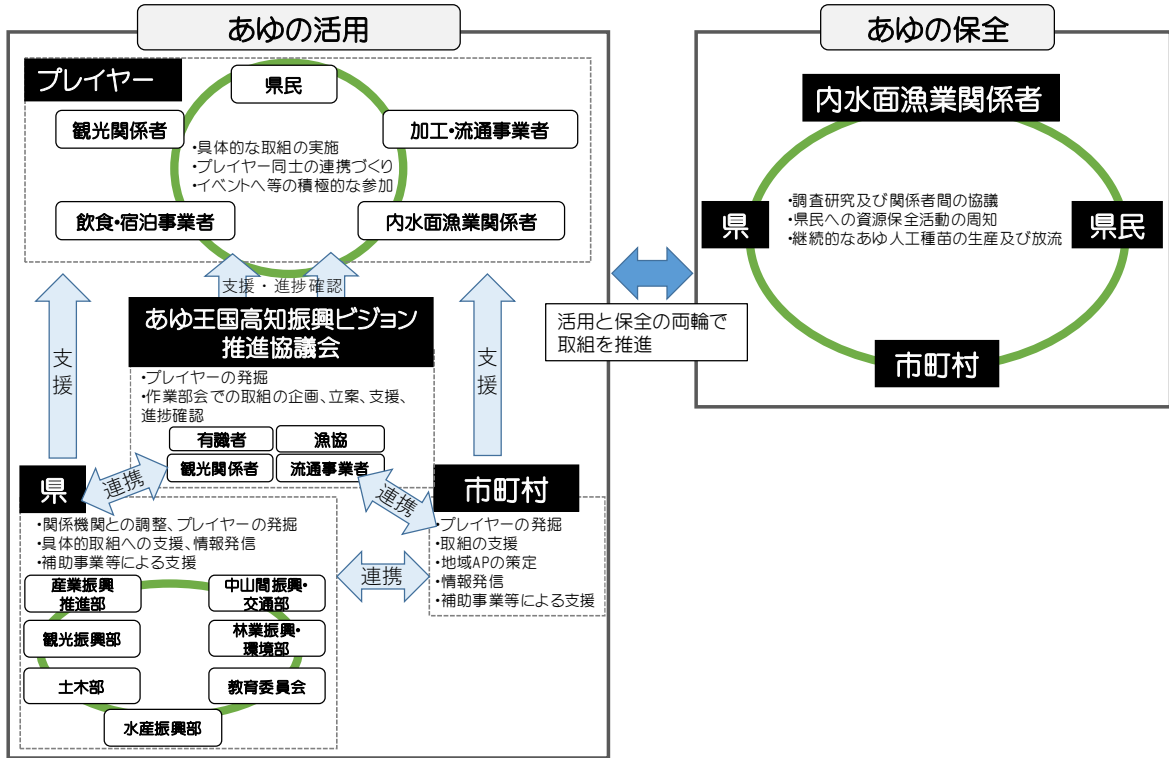 あゆの活用
プレイヤー
県民
観光関係者
加工・流通事業者
・具体的な取組の実施
・プレイヤー同士の連携づくり
・イベントへ等の積極的な参加
飲食・宿泊事業者
内水面漁業関係者
支援・進捗確認
支援
支援
あゆ王国高知振興ビジョン
推進協議会
・プレイヤーの発掘
・作業部会での取組の企画、立案、支援、
進捗確認
有識者
漁協
観光関係者
流通事業者
連携
連携
県
・関係機関との調整、プレイヤーの発掘
・具体的取組への支援、情報発信
・補助事業等による支援
産業振興
推進部
中山間振興・
交通部
観光振興部
林業振興・
環境部
土木部
教育委員会
水産振興部
連携
市町村
・プレイヤーの発掘
・取組の支援
・地域APの策定
・情報発信
・補助事業等による支援
活用と保全の両輪で
取組を推進
あゆの保全
内水面漁業関係者
県
・調査研究及び関係者間の協議
・県民への資源保全活動の周知
・継続的なあゆ人工種苗の生産及び放流
県民
市町村